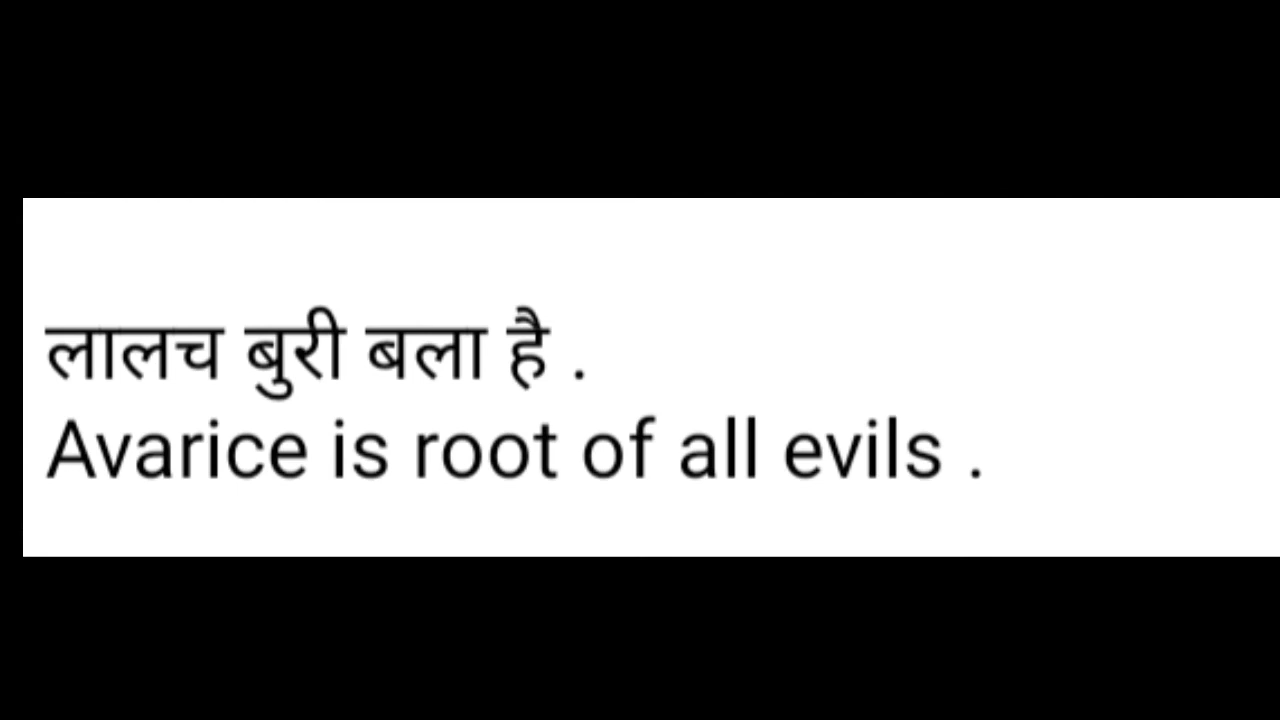 लालच बुरी बला है .
Avarice is root of all evils .